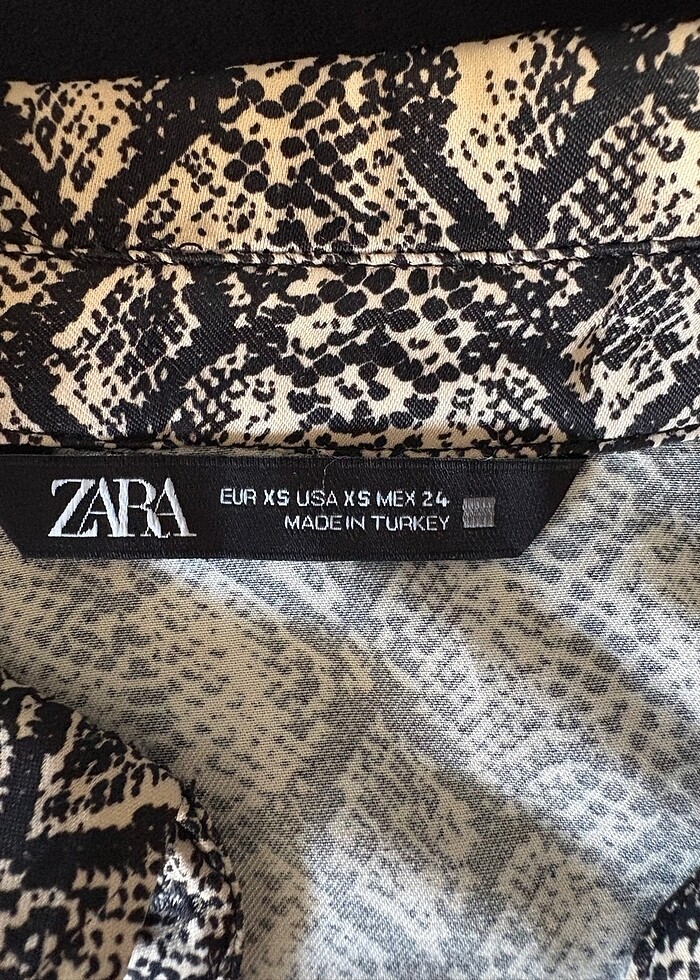 ZARA
EUR XS USA XS MEX 24
MADE IN TURKEY